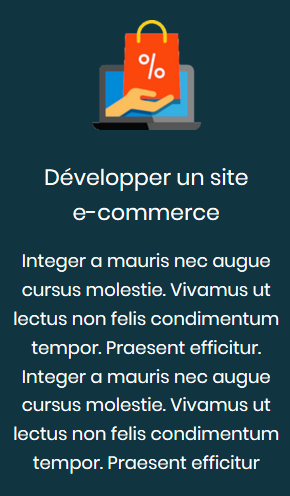 %
Développer un site
e-commerce
Integer a mauris nec augue
cursus molestie. Vivamus ut
lectus non felis condimentum
tempor. Praesent efficitur.
Integer a mauris nec augue
cursus molestie. Vivamus ut
lectus non felis condimentum
tempor. Praesent efficitur